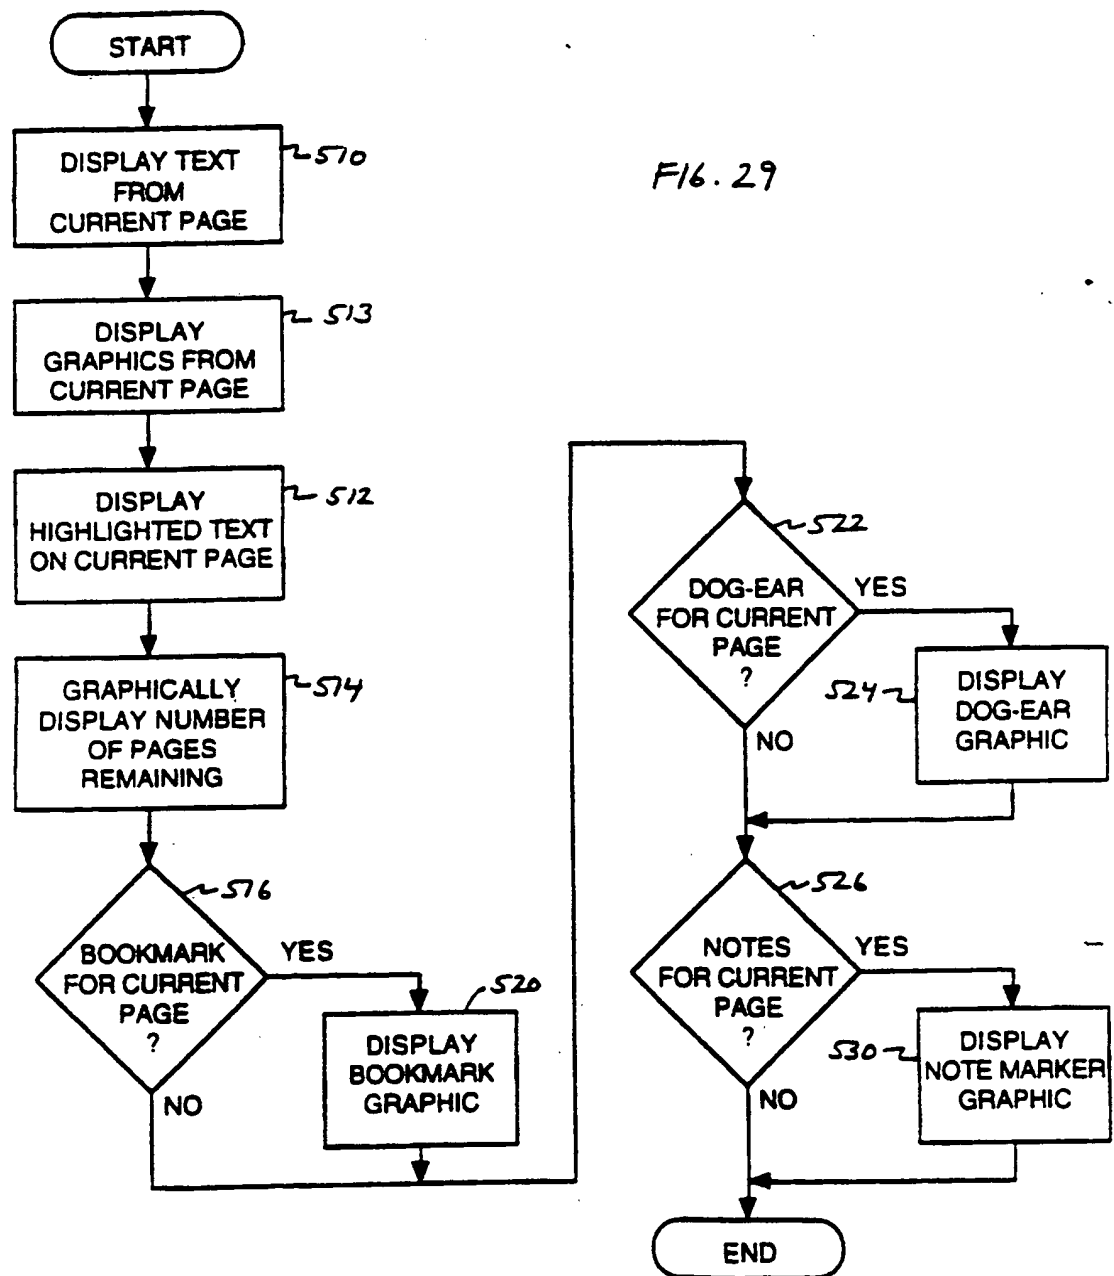 START
DISPLAY TEXT
FROM
CURRENT PAGE
510
FIG. 29
DISPLAY
GRAPHICS FROM
CURRENT PAGE
513
DISPLAY
HIGHLIGHTED TEXT
ON CURRENT PAGE
512
GRAPHICALLY
DISPLAY NUMBER
OF PAGES
REMAINING
514
BOOKMARK
FOR CURRENT
PAGE
?
516
YES
NO
DISPLAY
BOOKMARK
GRAPHIC
520
DOG-EAR
FOR CURRENT
PAGE
?
522
YES
NO
DISPLAY
DOG-EAR
GRAPHIC
524
NOTES
FOR CURRENT
PAGE
?
526
YES
NO
DISPLAY
NOTE MARKER
GRAPHIC
530
END